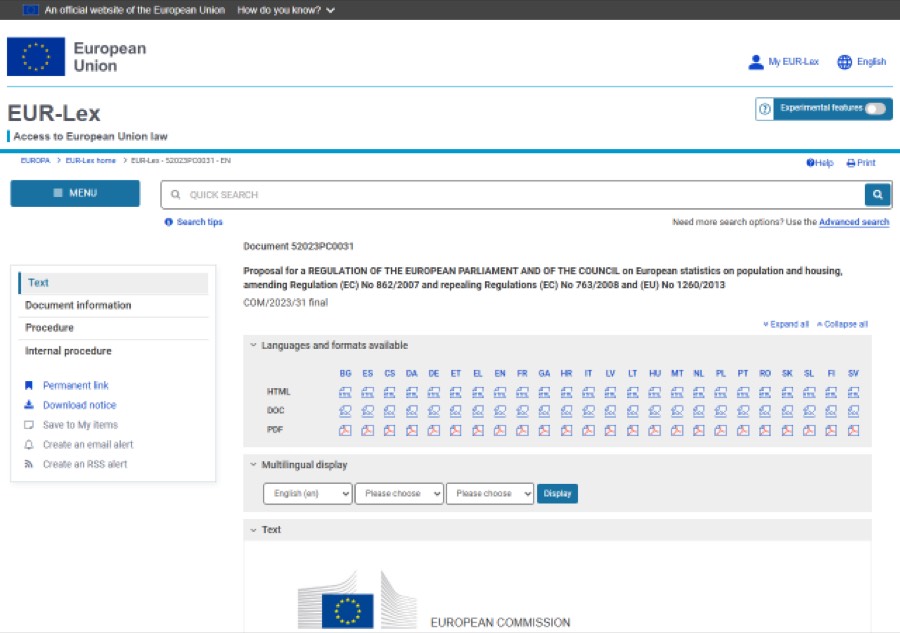 An official website of the European Union How do you know?
European
Union
My EUR-Lex English
EUR-Lex
Experimental features
Access to European Union law
EUROPA > EUR-Lex home > EUR-Lex - 52023PC0031 - EN
Help Print
MENU
QUICK SEARCH
Search tips
Need more search options? Use the Advanced search
Text
Document information
Procedure
Internal procedure
Permanent link
Download notice
Save to My items
Create an email alert
Create an RSS alert
Document 52023PC0031
Proposal for a REGULATION OF THE EUROPEAN PARLIAMENT AND OF THE COUNCIL on European statistics on population and housing,
amending Regulation (EC) No 862/2007 and repealing Regulations (EC) No 763/2008 and (EU) No 1260/2013
COM/2023/31 final
Expand all Collapse all
Languages and formats available
BG ES CS DA DE ET EL EN FR GA HR IT LV LT HU MT NL PL PT RO SK SL FI SV
HTML
DOC
PDF
Multilingual display
English (en) Please choose Please choose Display
Text
EUROPEAN COMMISSION